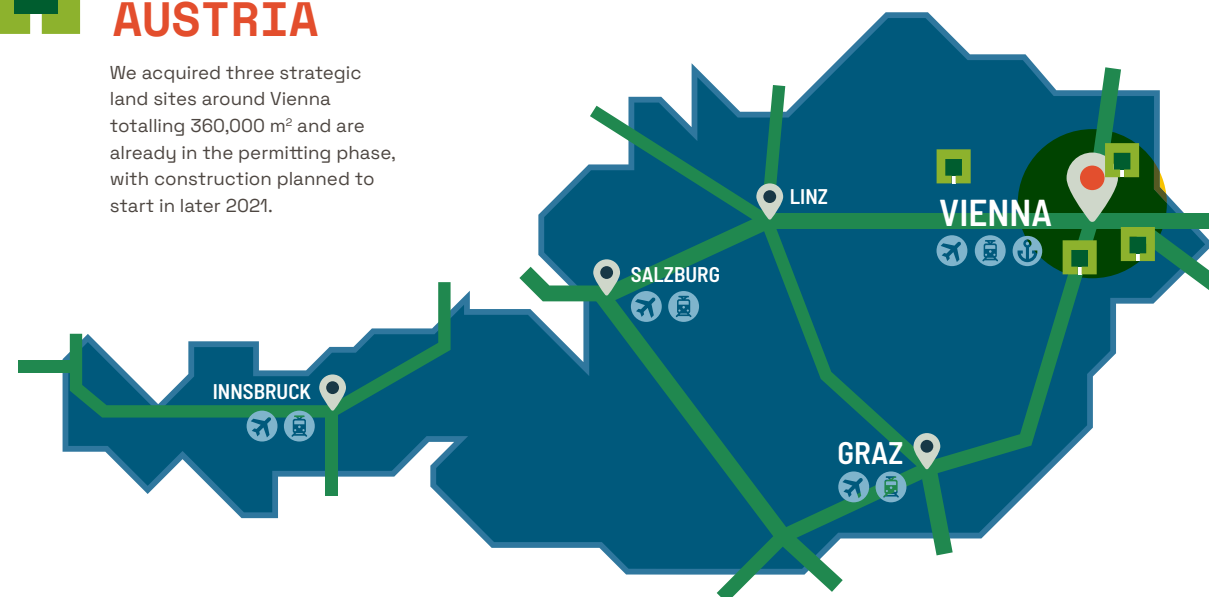 AUSTRIA
We acquired three strategic
land sites around Vienna
totalling 360,000 m² and are
already in the permitting phase,
with construction planned to
start in later 2021.
LINZ
VIENNA
SALZBURG
INNSBRUCK
GRAZ